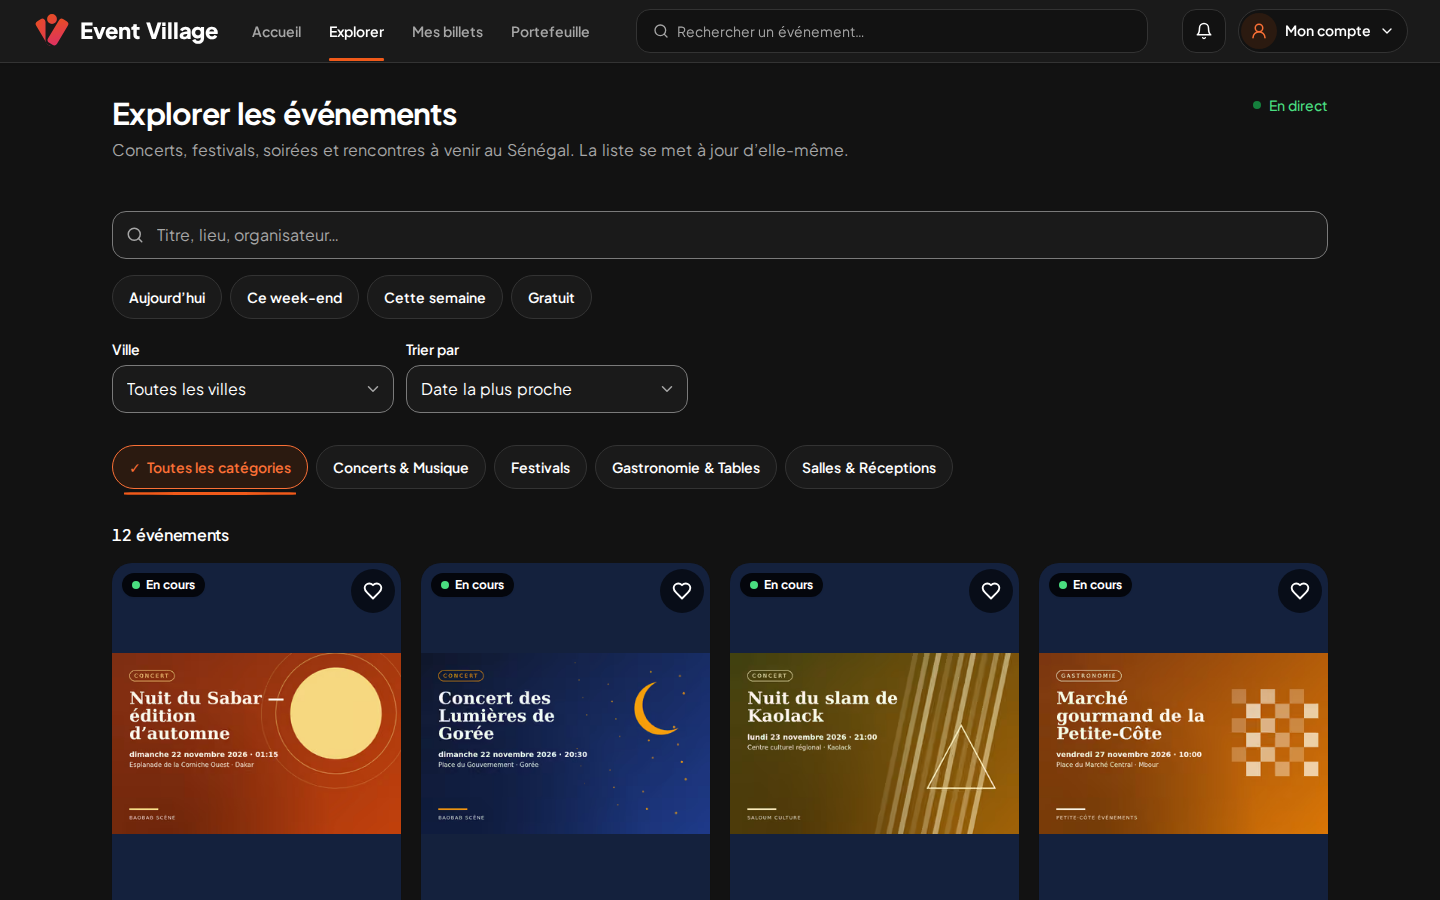 Event Village
Accueil
Explorer
Mes billets
Portefeuille
Rechercher un événement…
Mon compte
Explorer les événements
En direct
Concerts, festivals, soirées et rencontres à venir au Sénégal. La liste se met à jour d’elle-même.
Titre, lieu, organisateur…
Aujourd’hui
Ce week-end
Cette semaine
Gratuit
Ville
Trier par
Toutes les villes
Date la plus proche
✓ Toutes les catégories
Concerts & Musique
Festivals
Gastronomie & Tables
Salles & Réceptions
12 événements
En cours
CONCERT
Nuit du Sabar —
édition
d’automne
dimanche 22 novembre 2026 · 01:15
Esplanade de la Corniche Ouest · Dakar
BAOBAB SCÈNE
En cours
CONCERT
Concert des
Lumières de
Gorée
dimanche 22 novembre 2026 · 20:30
Place du Gouvernement · Gorée
BAOBAB SCÈNE
En cours
CONCERT
Nuit du slam de
Kaolack
lundi 23 novembre 2026 · 21:00
Centre culturel régional · Kaolack
SALOUM CULTURE
En cours
GASTRONOMIE
Marché
gourmand de la
Petite-Côte
vendredi 27 novembre 2026 · 10:00
Place du Marché Central · Mbour
PETITE-CÔTE ÉVÉNEMENTS